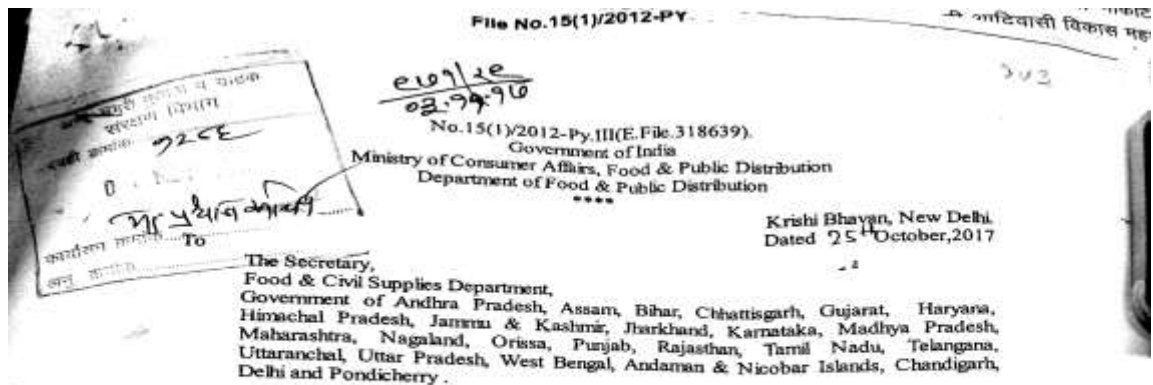 File No.15(1)/2012-PY
आदिवासी विकास
संरक्षण विभाग
१२८६
No.15(1)/2012-Py.III(E.File.318639).
Government of India
Ministry of Consumer Affairs, Food & Public Distribution
Department of Food & Public Distribution
****
Krishi Bhavan, New Delhi.
Dated 25th October,2017
To
The Secretary,
Food & Civil Supplies Department,
Government of Andhra Pradesh, Assam, Bihar, Chhattisgarh, Gujarat, Haryana,
Himachal Pradesh, Jammu & Kashmir, Jharkhand, Karnataka, Madhya Pradesh,
Maharashtra, Nagaland, Orissa, Punjab, Rajasthan, Tamil Nadu, Telangana,
Uttaranchal, Uttar Pradesh, West Bengal, Andaman & Nicobar Islands, Chandigarh,
Delhi and Pondicherry .